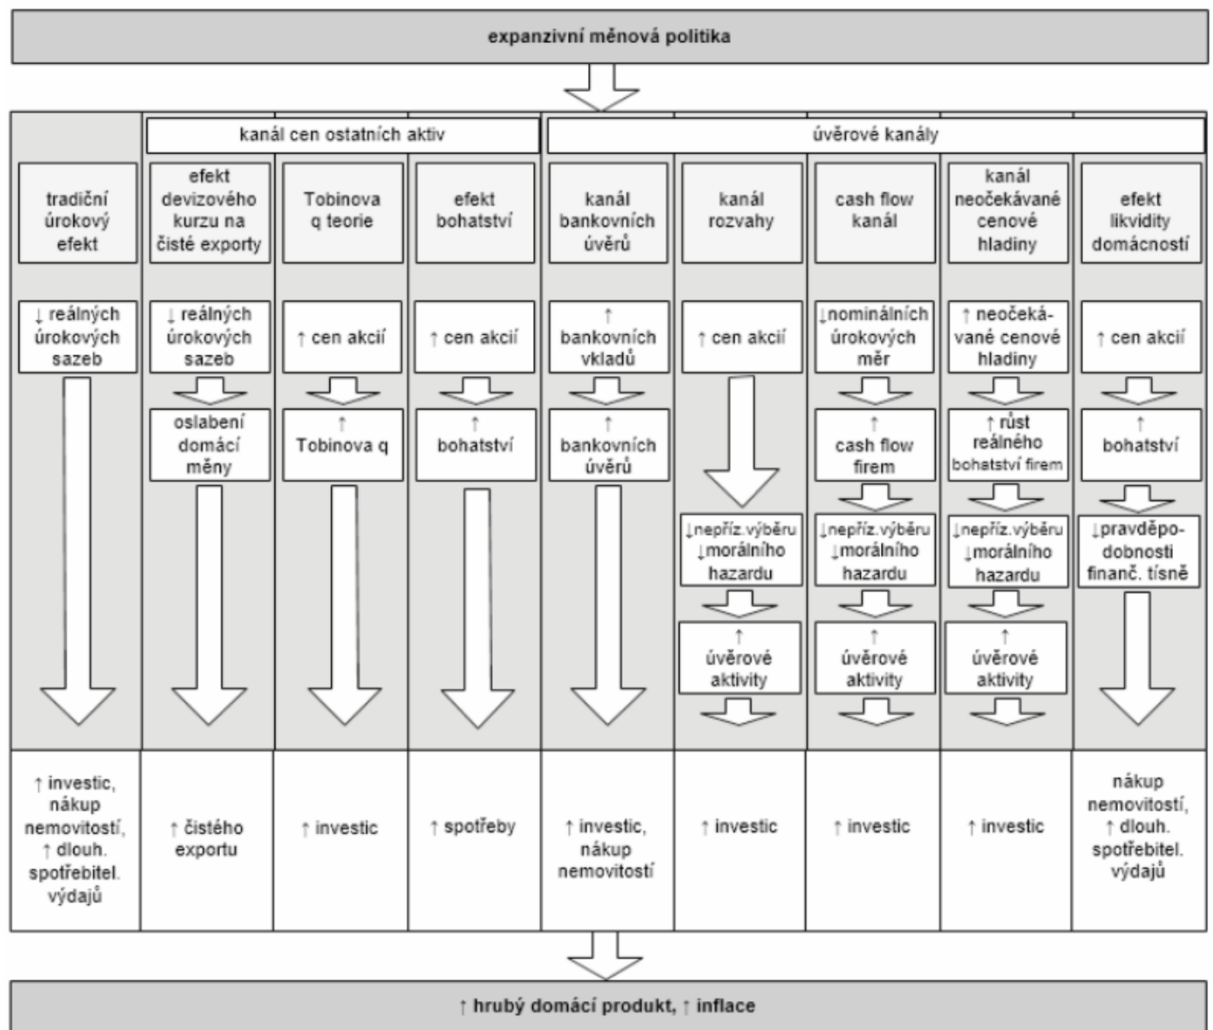 expanzivní měnová politika
kanál cen ostatních aktiv
úvěrové kanály
tradiční
úrokový
efekt
efekt
devizového
kurzu na
čisté exporty
Tobinova
q teorie
efekt
bohatství
kanál
bankovních
úvěrů
kanál
rozvahy
cash flow
kanál
kanál
neočekávané
cenové
hladiny
efekt
likvidity
domácností
↓ reálných
úrokových
sazeb
↓ reálných
úrokových
sazeb
↑ cen akcií
↑ cen akcií
↑
bankovních
vkladů
↑ cen akcií
↓nominálních
úrokových
měr
↑ neočeká-
vané cenové
hladiny
↑ cen akcií
oslabení
domácí
měny
↑
Tobinova q
↑
bohatství
↑
bankovních
úvěrů
↑
cash flow
firem
↑ růst
reálného
bohatství firem
↑
bohatství
↓nepříz.výběru
↓morálního
hazardu
↓nepříz.výběru
↓morálního
hazardu
↓nepříz.výběru
↓morálního
hazardu
↓pravděpo-
dobnosti
finanč. tísně
↑
úvěrové
aktivity
↑
úvěrové
aktivity
↑
úvěrové
aktivity
↑ investic,
nákup
nemovitostí,
↑ dlouh.
spotřebitel.
výdajů
↑ čistého
exportu
↑ investic
↑ spotřeby
↑ investic,
nákup
nemovitostí
↑ investic
↑ investic
↑ investic
nákup
nemovitostí,
↑ dlouh.
spotřebitel.
výdajů
↑ hrubý domácí produkt, ↑ inflace